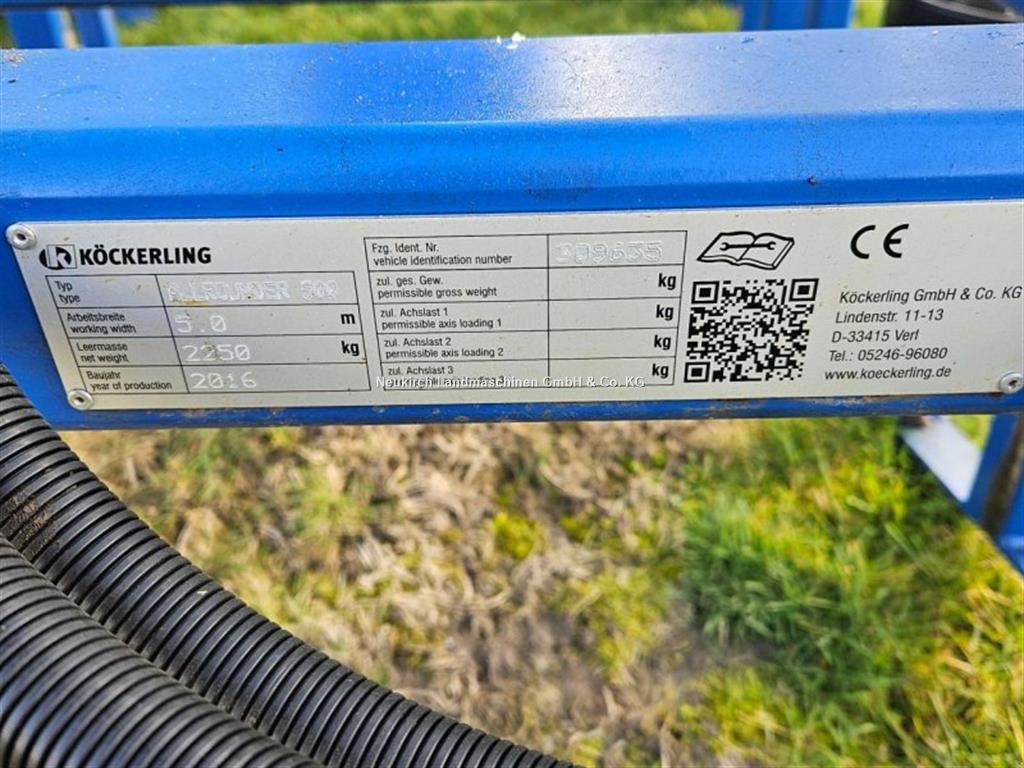 KÖCKERLING
Typ
type
ALLROUNDER 500
Arbeitsbreite
working width
5.0 m
Leermasse
net weight
2250 kg
Baujahr
year of production
2016
Fzg. Ident. Nr.
vehicle identification number
zul. ges. Gew.
permissible gross weight
kg
zul. Achslast 1
permissible axis loading 1
kg
zul. Achslast 2
permissible axis loading 2
kg
zul. Achslast 3
kg
Neukirch Landmaschinen GmbH & Co. KG
CE
Köckerling GmbH & Co. KG
Lindenstr. 11-13
D-33415 Verl
Tel.: 05246-96080
www.koeckerling.de